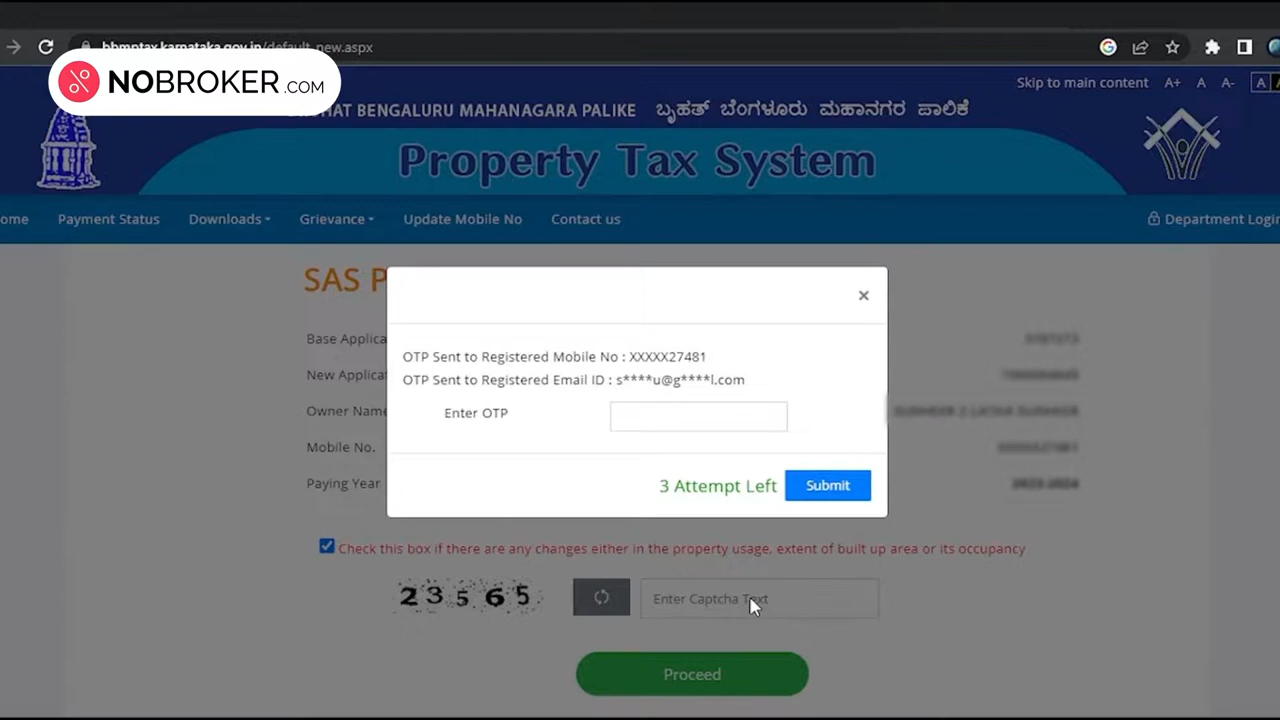 bbmptax.karnataka.gov.in/default_new.aspx
NOBROKER.COM
Skip to main content A+ A A- A
HAT BENGALURU MAHANAGARA PALIKE ಬೃಹತ್ ಬೆಂಗಳೂರು ಮಹಾನಗರ ಪಾಲಿಕೆ
Property Tax System
ome Payment Status Downloads Grievance Update Mobile No Contact us Department Login
SAS P
×
Base Applica
OTP Sent to Registered Mobile No : XXXXX27481
New Applicat
OTP Sent to Registered Email ID : s****u@g****l.com
Owner Name
Enter OTP
Mobile No.
Paying Year
3 Attempt Left Submit
Check this box if there are any changes either in the property usage, extent of built up area or its occupancy
23565 Enter Captcha Text
Proceed